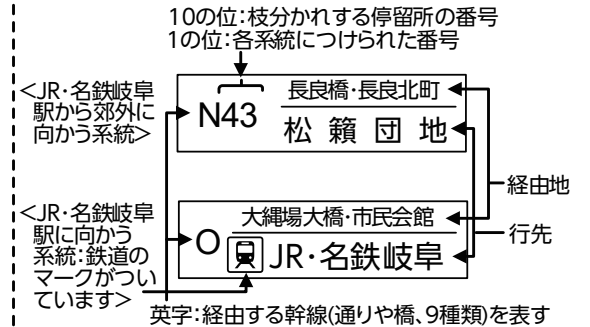 10の位:枝分かれする停留所の番号
1の位:各系統につけられた番号
<JR・名鉄岐阜
駅から郊外に
向かう系統>
N43
長良橋・長良北町
松籟団地
経由地
<JR・名鉄岐阜
駅に向かう
系統:鉄道の
マークがつい
ています>
O
大縄場大橋・市民会館
JR・名鉄岐阜
行先
英字:経由する幹線(通りや橋、9種類)を表す